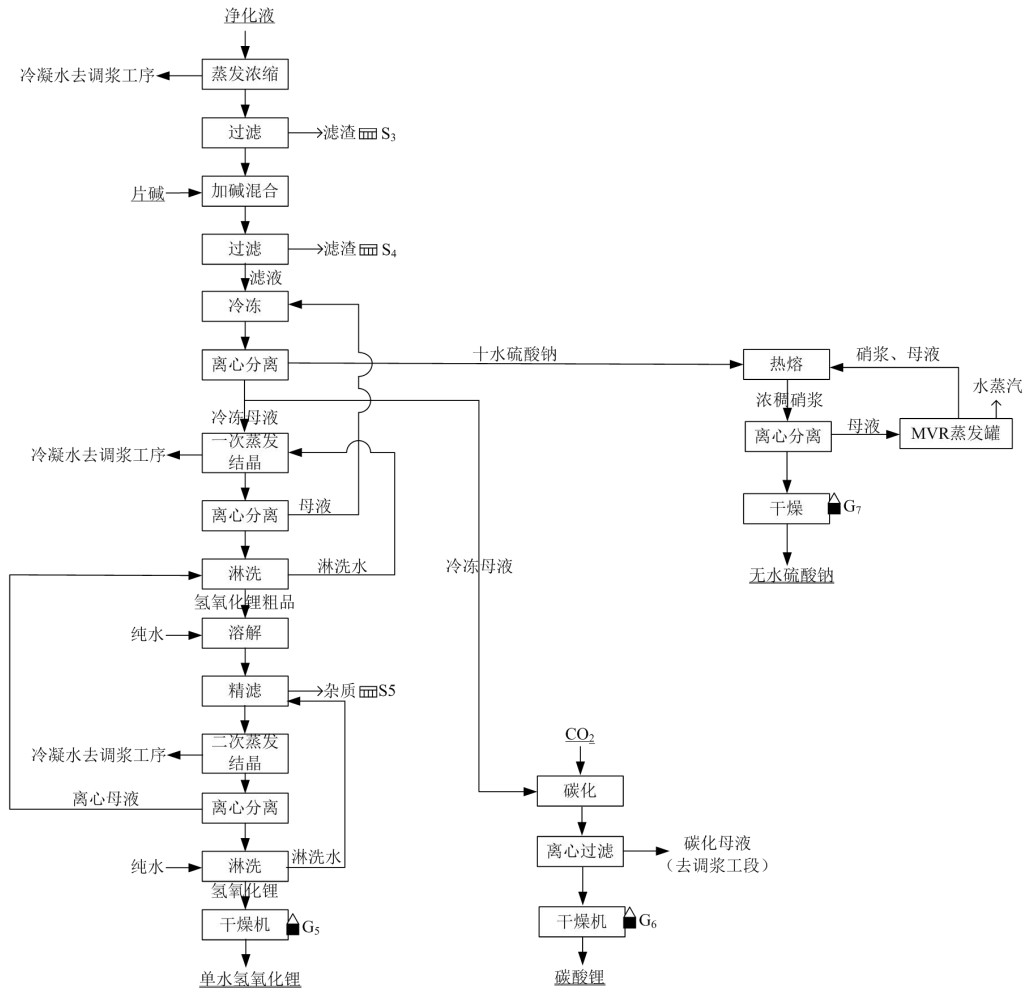 净化液
冷凝水去调浆工序
蒸发浓缩
过滤
滤渣
S3
片碱
加碱混合
过滤
滤渣
S4
滤液
冷冻
离心分离
十水硫酸钠
热熔
硝浆、母液
水蒸汽
浓稠硝浆
冷冻母液
离心分离
母液
MVR蒸发罐
冷凝水去调浆工序
一次蒸发
结晶
离心分离
母液
干燥
G7
淋洗
淋洗水
冷冻母液
无水硫酸钠
氢氧化锂粗品
纯水
溶解
精滤
杂质
S5
冷凝水去调浆工序
二次蒸发
结晶
CO2
离心母液
离心分离
碳化
纯水
淋洗
淋洗水
离心过滤
碳化母液
（去调浆工段）
氢氧化锂
干燥机
G5
干燥机
G6
单水氢氧化锂
碳酸锂